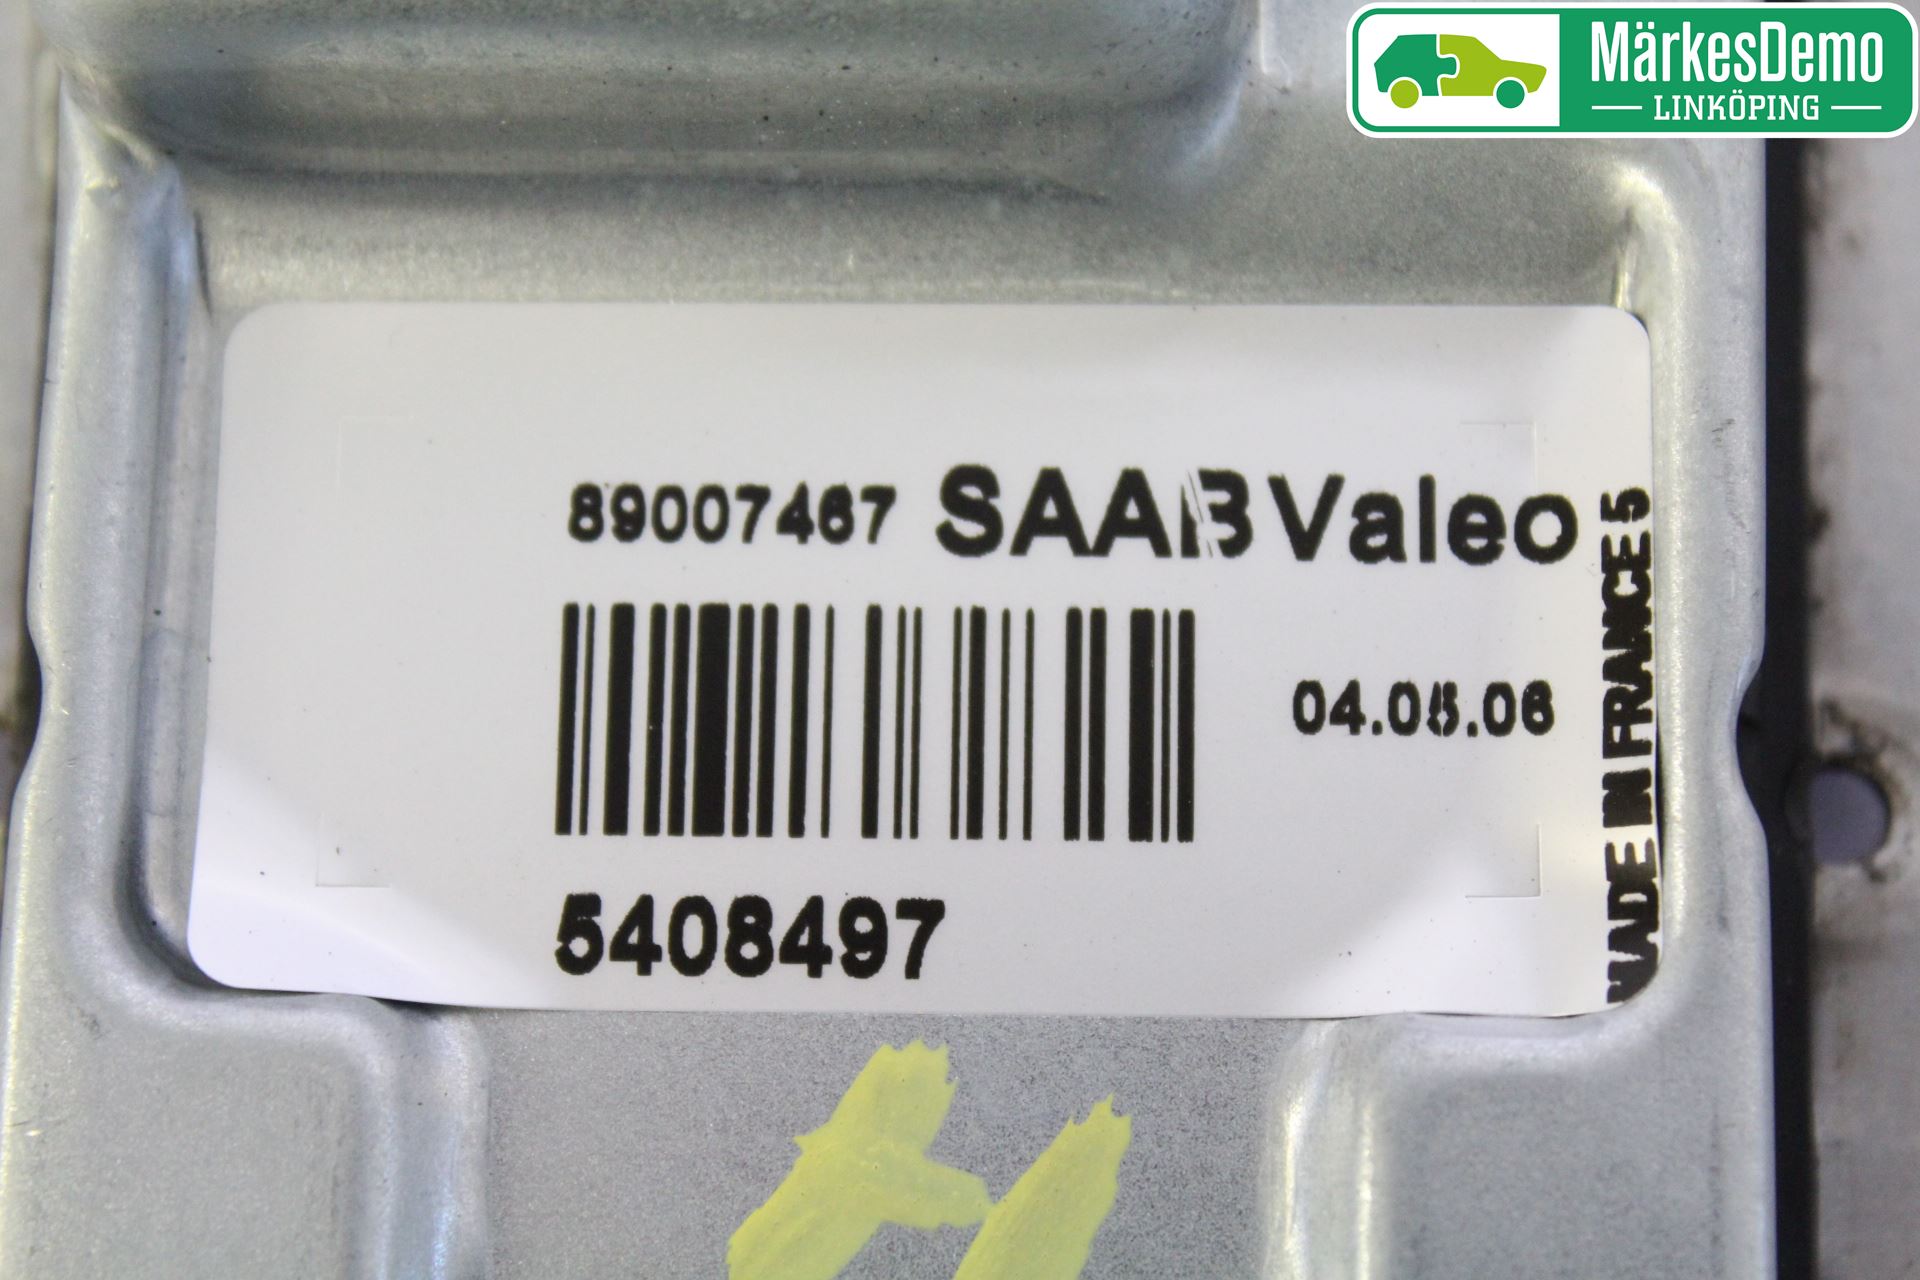 MärkesDemo
LINKÖPING
89007467 SAAB Valeo
04.05.06
5408497
MADE IN FRANCE 5